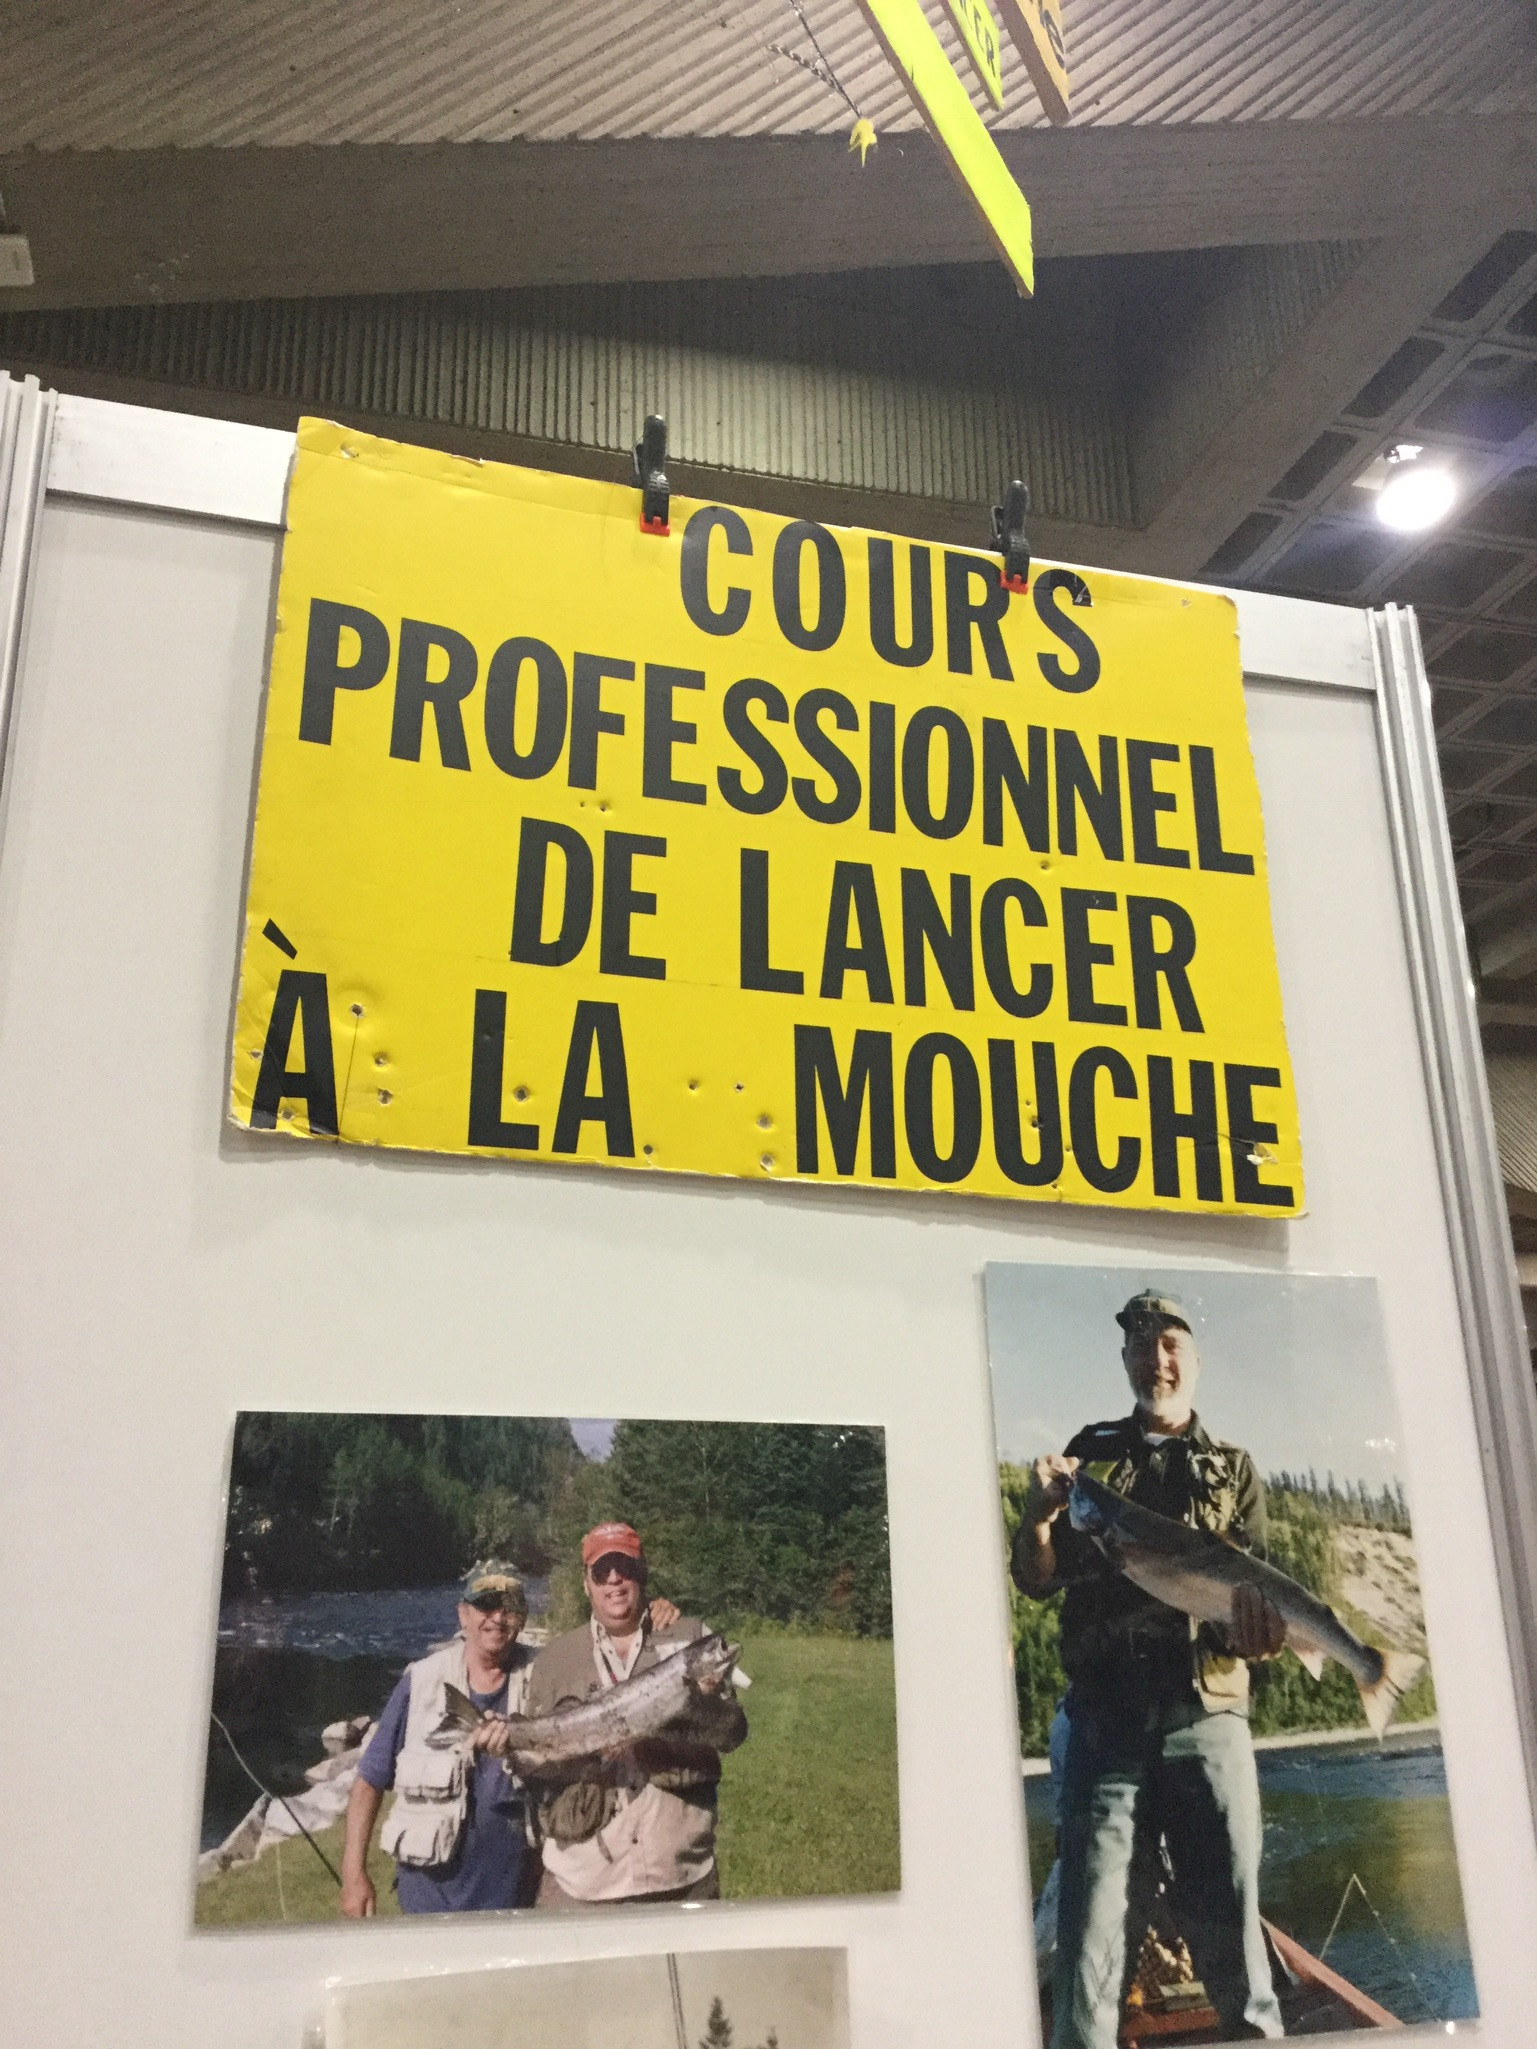 COURS
PROFESSIONNEL
DE LANCER
À LA MOUCHE